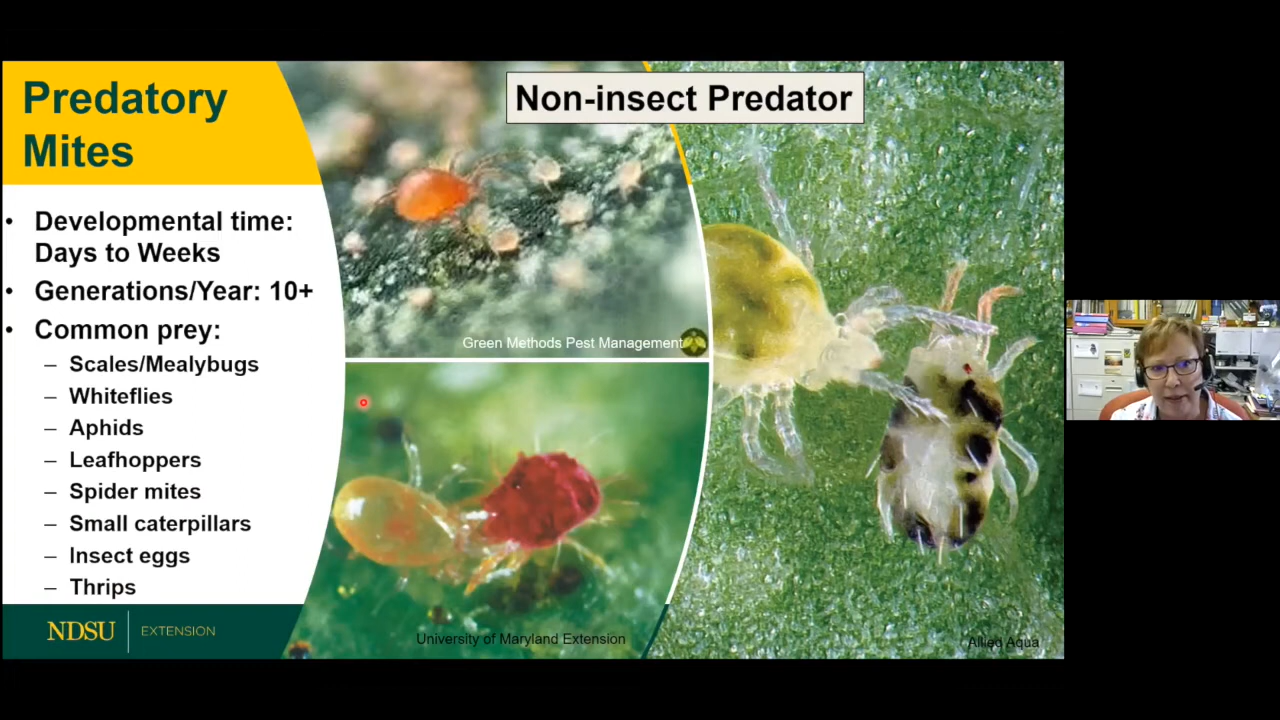 Predatory
Mites
Non-insect Predator
• Developmental time:
Days to Weeks
• Generations/Year: 10+
• Common prey:
– Scales/Mealybugs
– Whiteflies
– Aphids
– Leafhoppers
– Spider mites
– Small caterpillars
– Insect eggs
– Thrips
Green Methods Pest Management
University of Maryland Extension
Allied Aqua
NDSU EXTENSION